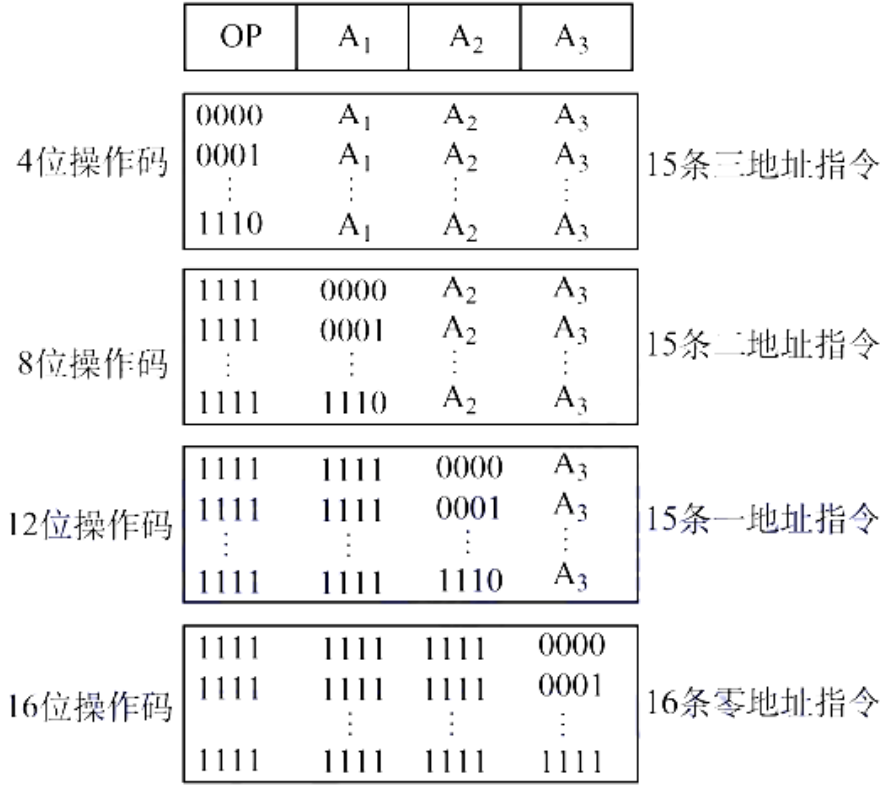 OP A₁ A₂ A₃
0000 A₁ A₂ A₃
4位操作码 0001 A₁ A₂ A₃ 15条三地址指令
⋮ ⋮ ⋮ ⋮
1110 A₁ A₂ A₃
1111 0000 A₂ A₃
1111 0001 A₂ A₃ 15条二地址指令
8位操作码 ⋮ ⋮ ⋮ ⋮
1111 1110 A₂ A₃
1111 1111 0000 A₃
12位操作码 1111 1111 0001 A₃ 15条一地址指令
⋮ ⋮ ⋮ ⋮
1111 1111 1110 A₃
1111 1111 1111 0000
16位操作码 1111 1111 1111 0001 16条零地址指令
⋮ ⋮ ⋮
1111 1111 1111 1111